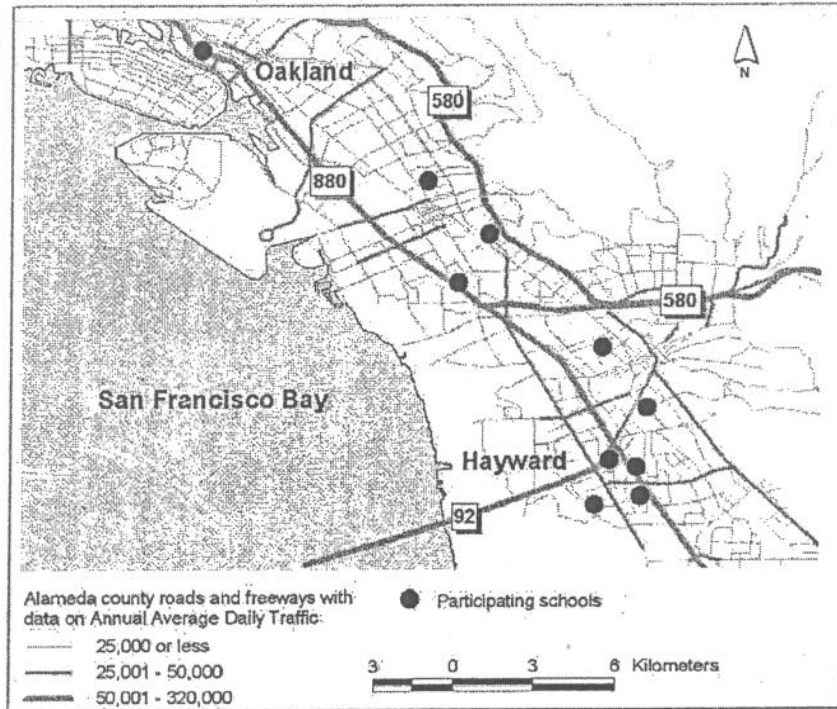 N
Oakland
580
880
580
San Francisco Bay
Hayward
92
Alameda county roads and freeways with
data on Annual Average Daily Traffic:
Participating schools
25,000 or less
25,001 - 50,000
50,001 - 320,000
3 0 3 6 Kilometers